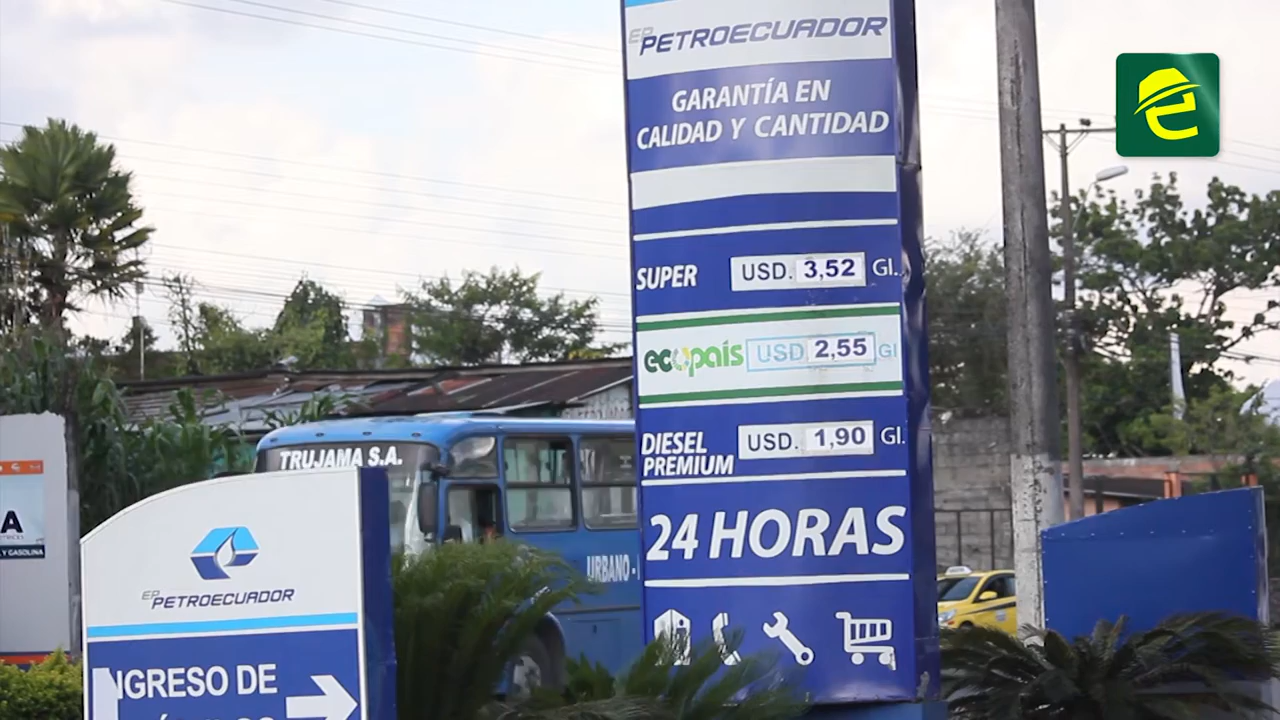 EP PETROECUADOR
GARANTÍA EN
CALIDAD Y CANTIDAD
SUPER USD. 3,52 Gl.
ecopaís USD 2,55 Gl
DIESEL PREMIUM USD. 1,90 Gl.
24 HORAS
TRUJAMA S.A.
URBANO
EP PETROECUADOR
INGRESO DE
A
Y GASOLINA